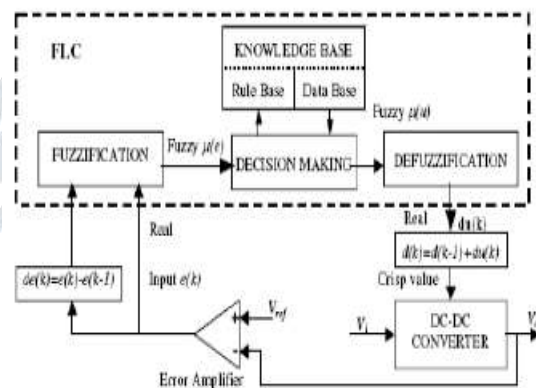 FLC
KNOWLEDGE BASE
Rule Base
Data Base
FUZZIFICATION
Fuzzy μ(e)
DECISION MAKING
Fuzzy μ(u)
DEFUZZIFICATION
Real
Real
du(k)
de(k)=e(k)-e(k-1)
Input e(k)
d(k)=d(k-1)+du(k)
Crisp value
Vref
+
-
Error Amplifier
DC-DC
CONVERTER